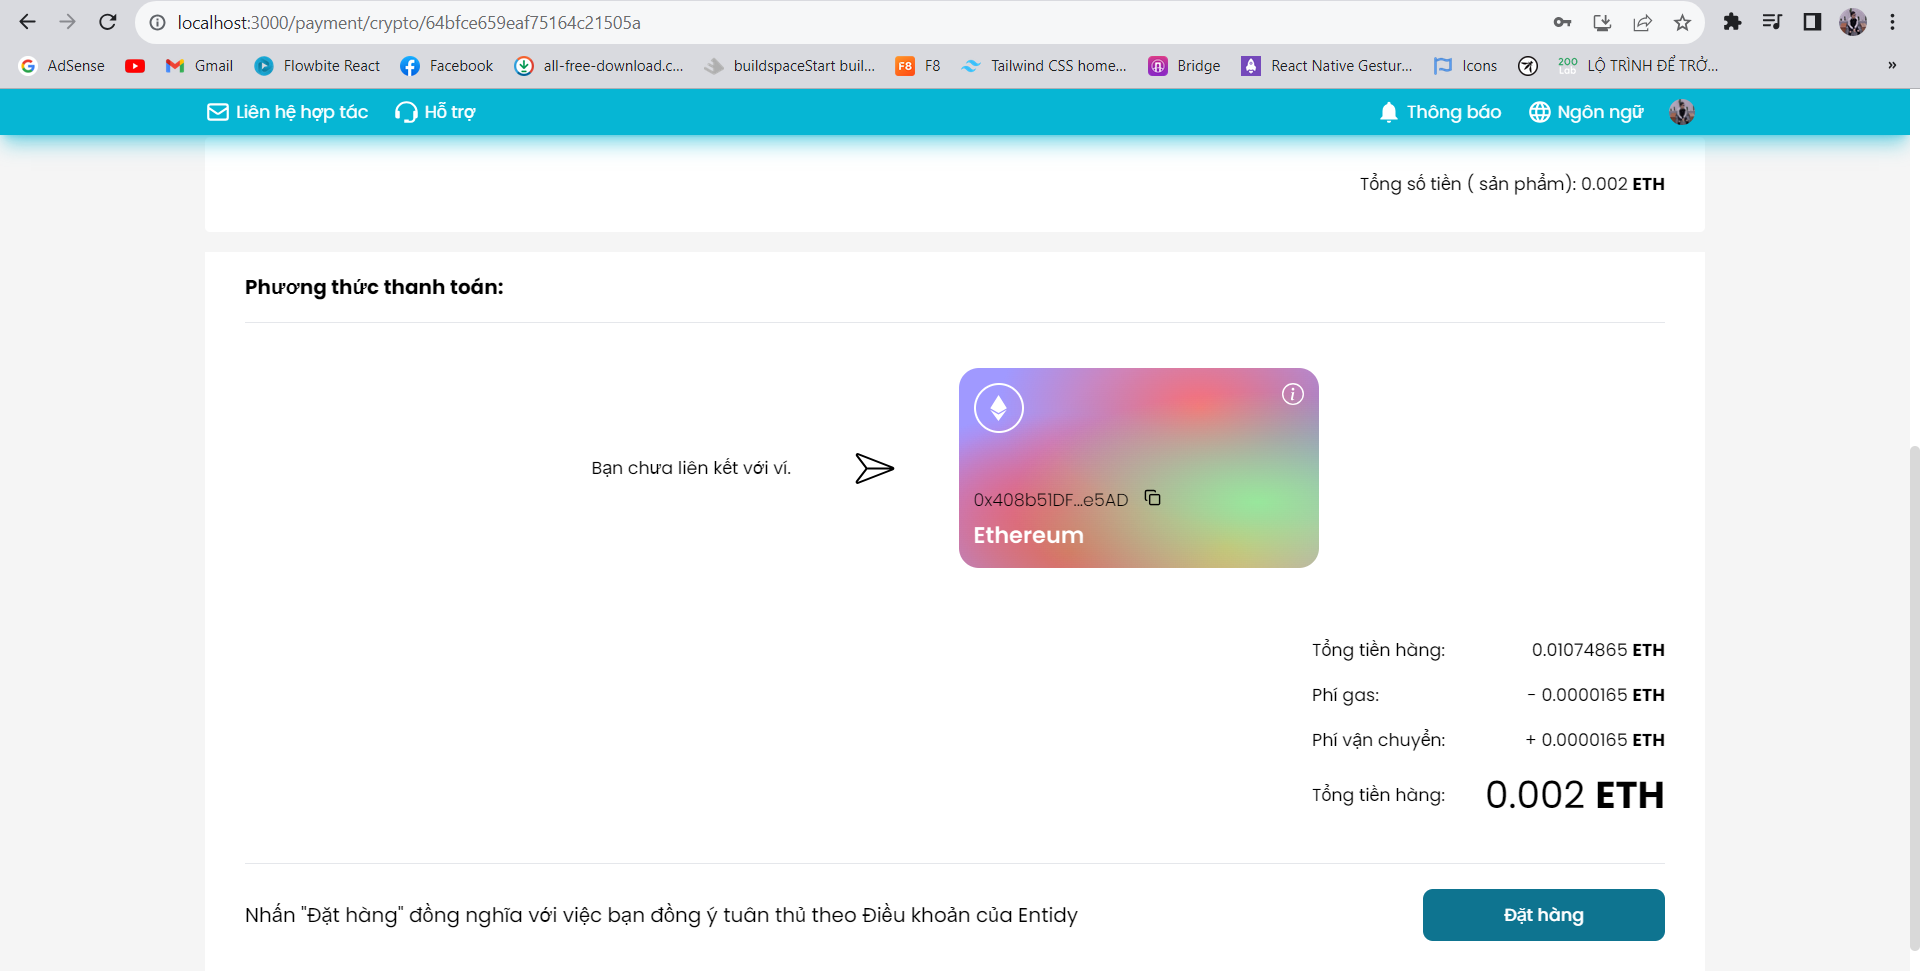 localhost:3000/payment/crypto/64bfce659eaf75164c21505a
AdSense Gmail Flowbite React Facebook all-free-download.c... buildspaceStart buil... F8 F8 Tailwind CSS home... Bridge React Native Gestur... Icons 200 Lab LỘ TRÌNH ĐỂ TRỞ... »
Liên hệ hợp tác Hỗ trợ Thông báo Ngôn ngữ
Tổng số tiền ( sản phẩm): 0.002 ETH
Phương thức thanh toán:
Bạn chưa liên kết với ví.
0x408b51DF...e5AD
Ethereum
Tổng tiền hàng: 0.01074865 ETH
Phí gas: - 0.0000165 ETH
Phí vận chuyển: + 0.0000165 ETH
Tổng tiền hàng: 0.002 ETH
Nhấn "Đặt hàng" đồng nghĩa với việc bạn đồng ý tuân thủ theo Điều khoản của Entidy
Đặt hàng